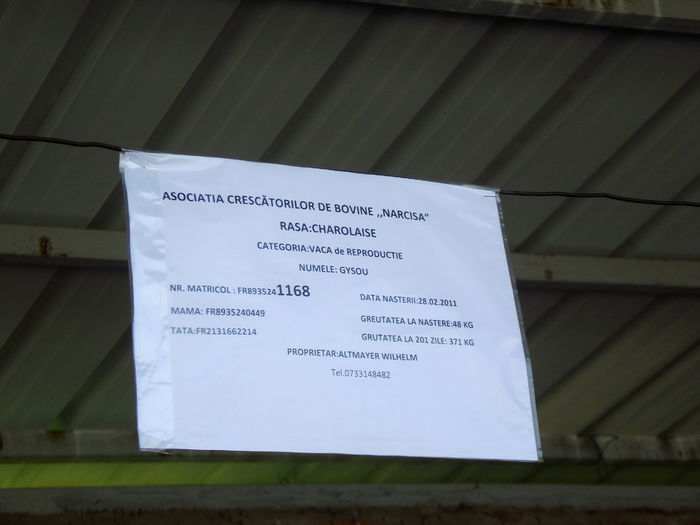 ASOCIATIA CRESCĂTORILOR DE BOVINE ,,NARCISA"
RASA:CHAROLAISE
CATEGORIA:VACA de REPRODUCTIE
NUMELE: GYSOU
NR. MATRICOL : FR8935241168
DATA NASTERII:28.02.2011
MAMA: FR8935240449
GREUTATEA LA NASTERE:48 KG
TATA:FR2131662214
GRUTATEA LA 201 ZILE: 371 KG
PROPRIETAR:ALTMAYER WILHELM
Tel.0733148482